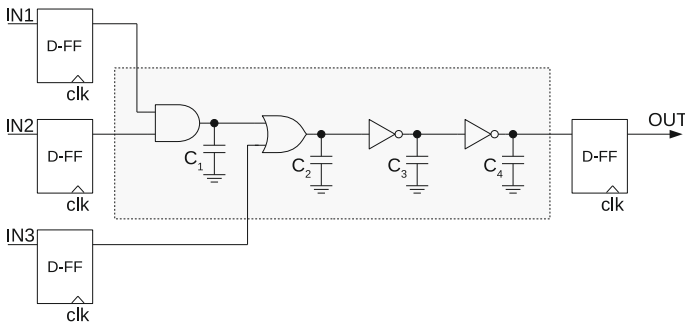 IN1
D-FF
clk
IN2
D-FF
clk
IN3
D-FF
clk
C1
C2
C3
C4
D-FF
clk
OUT